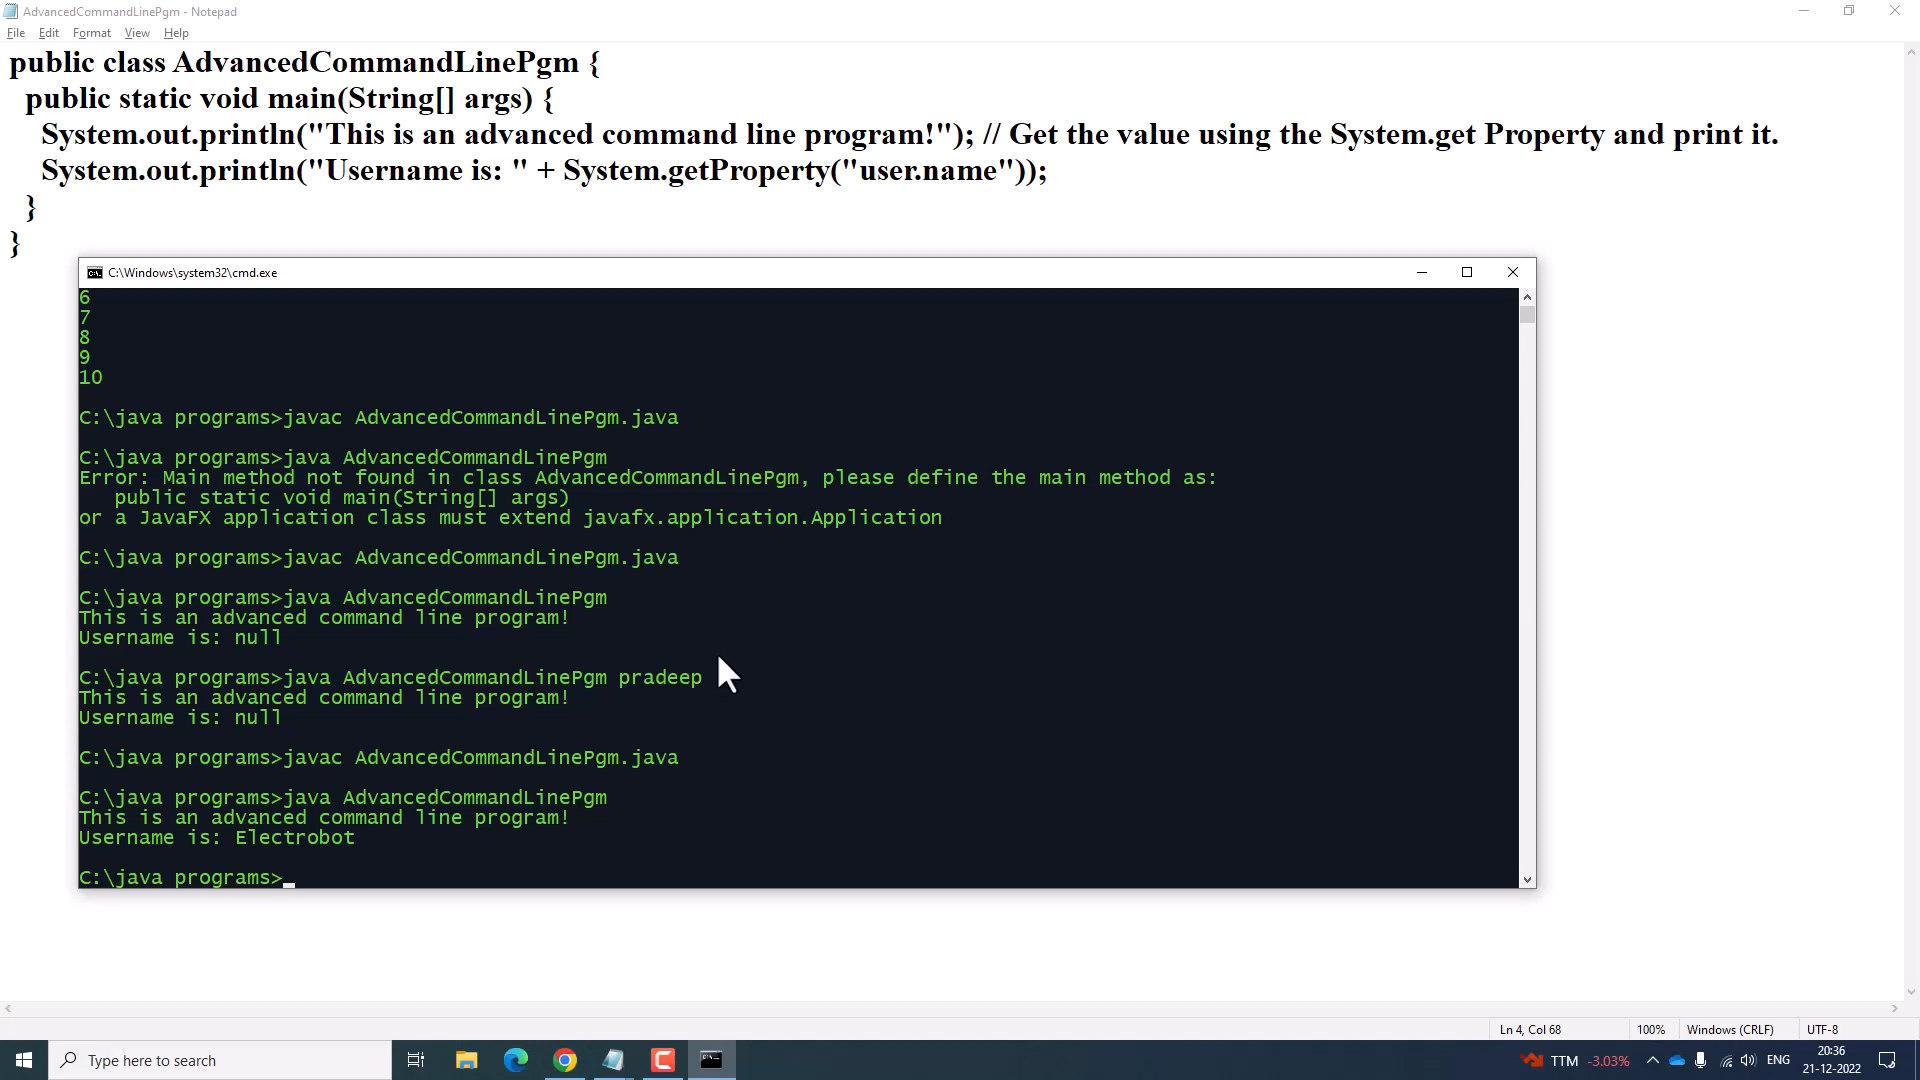 AdvancedCommandLinePgm - Notepad
File Edit Format View Help
public class AdvancedCommandLinePgm {
public static void main(String[] args) {
System.out.println("This is an advanced command line program!"); // Get the value using the System.get Property and print it.
System.out.println("Username is: " + System.getProperty("user.name"));
}
}
C:\Windows\system32\cmd.exe
6
7
8
9
10
C:\java programs>javac AdvancedCommandLinePgm.java
C:\java programs>java AdvancedCommandLinePgm
Error: Main method not found in class AdvancedCommandLinePgm, please define the main method as:
public static void main(String[] args)
or a JavaFX application class must extend javafx.application.Application
C:\java programs>javac AdvancedCommandLinePgm.java
C:\java programs>java AdvancedCommandLinePgm
This is an advanced command line program!
Username is: null
C:\java programs>java AdvancedCommandLinePgm pradeep
This is an advanced command line program!
Username is: null
C:\java programs>javac AdvancedCommandLinePgm.java
C:\java programs>java AdvancedCommandLinePgm
This is an advanced command line program!
Username is: Electrobot
C:\java programs>_
Ln 4, Col 68 100% Windows (CRLF) UTF-8
Type here to search
TTM -3.03% ENG
20:36
21-12-2022